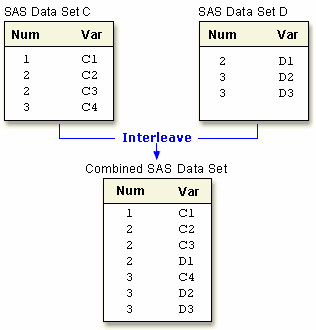 SAS Data Set C
Num Var
1 C1
2 C2
2 C3
3 C4
SAS Data Set D
Num Var
2 D1
3 D2
3 D3
Interleave
Combined SAS Data Set
Num Var
1 C1
2 C2
2 C3
2 D1
3 C4
3 D2
3 D3